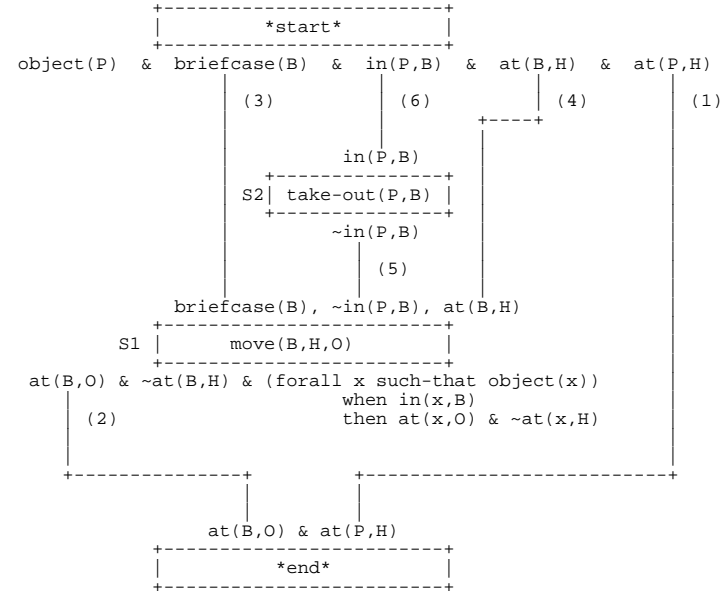 *start*
object(P) & briefcase(B) & in(P,B) & at(B,H) & at(P,H)
(3) (6) (4) (1)
in(P,B)
S2 take-out(P,B)
~in(P,B)
(5)
briefcase(B), ~in(P,B), at(B,H)
S1 move(B,H,O)
at(B,O) & ~at(B,H) & (forall x such-that object(x))
when in(x,B)
(2) then at(x,O) & ~at(x,H)
at(B,O) & at(P,H)
*end*